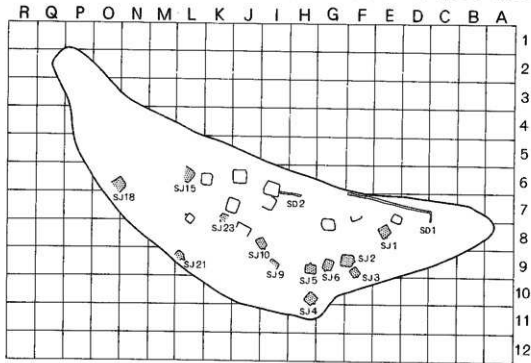 R Q P O N M L K J I H G F E D C B A
1
2
3
4
5
6
7
8
9
10
11
12
SJ18
SJ15
SD2
SJ23
SJ10
SJ1
SD1
SJ21
SJ9
SJ5
SJ6
SJ2
SJ3
SJ4